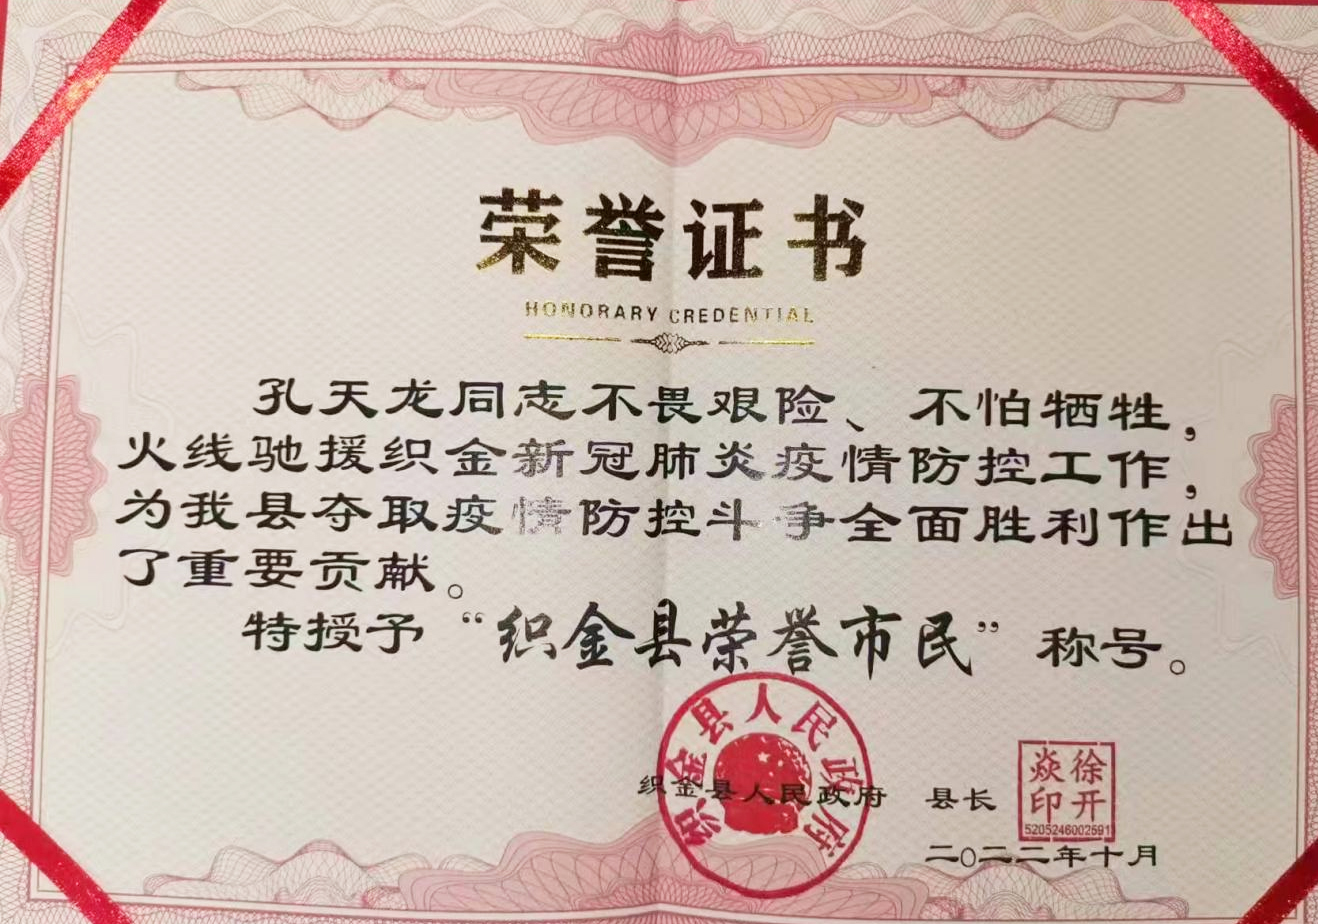 荣誉证书
HONORARY CREDENTIAL
孔天龙同志不畏艰险、不怕牺牲，
火线驰援织金新冠肺炎疫情防控工作，
为我县夺取疫情防控斗争全面胜利作出
了重要贡献。
特授予“织金县荣誉市民”称号。
织金县人民政府
织金县人民政府 县长
徐开焱印
5205246002591
二〇二二年十月